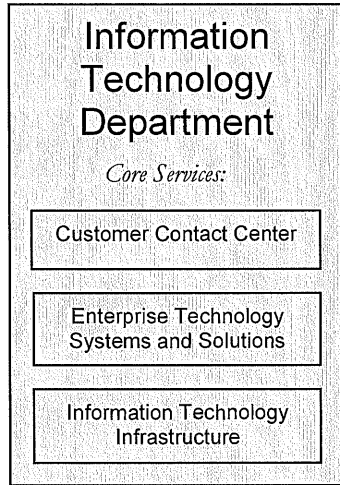 Information
Technology
Department
Core Services:
Customer Contact Center
Enterprise Technology
Systems and Solutions
Information Technology
Infrastructure